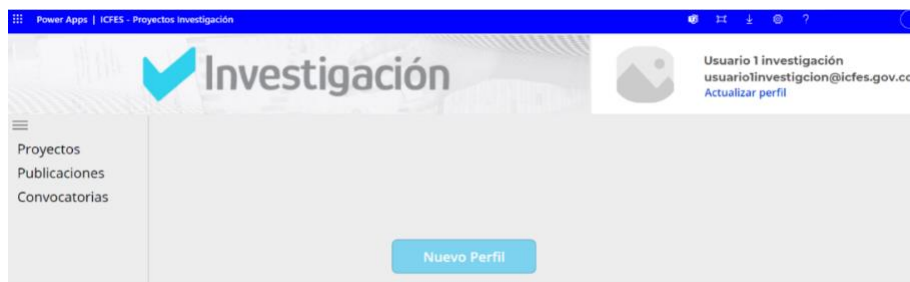 Power Apps | ICFES - Proyectos Investigación
?
Investigación
Usuario 1 investigación
usuario1investigcion@icfes.gov.co
Actualizar perfil
Proyectos
Publicaciones
Convocatorias
Nuevo Perfil